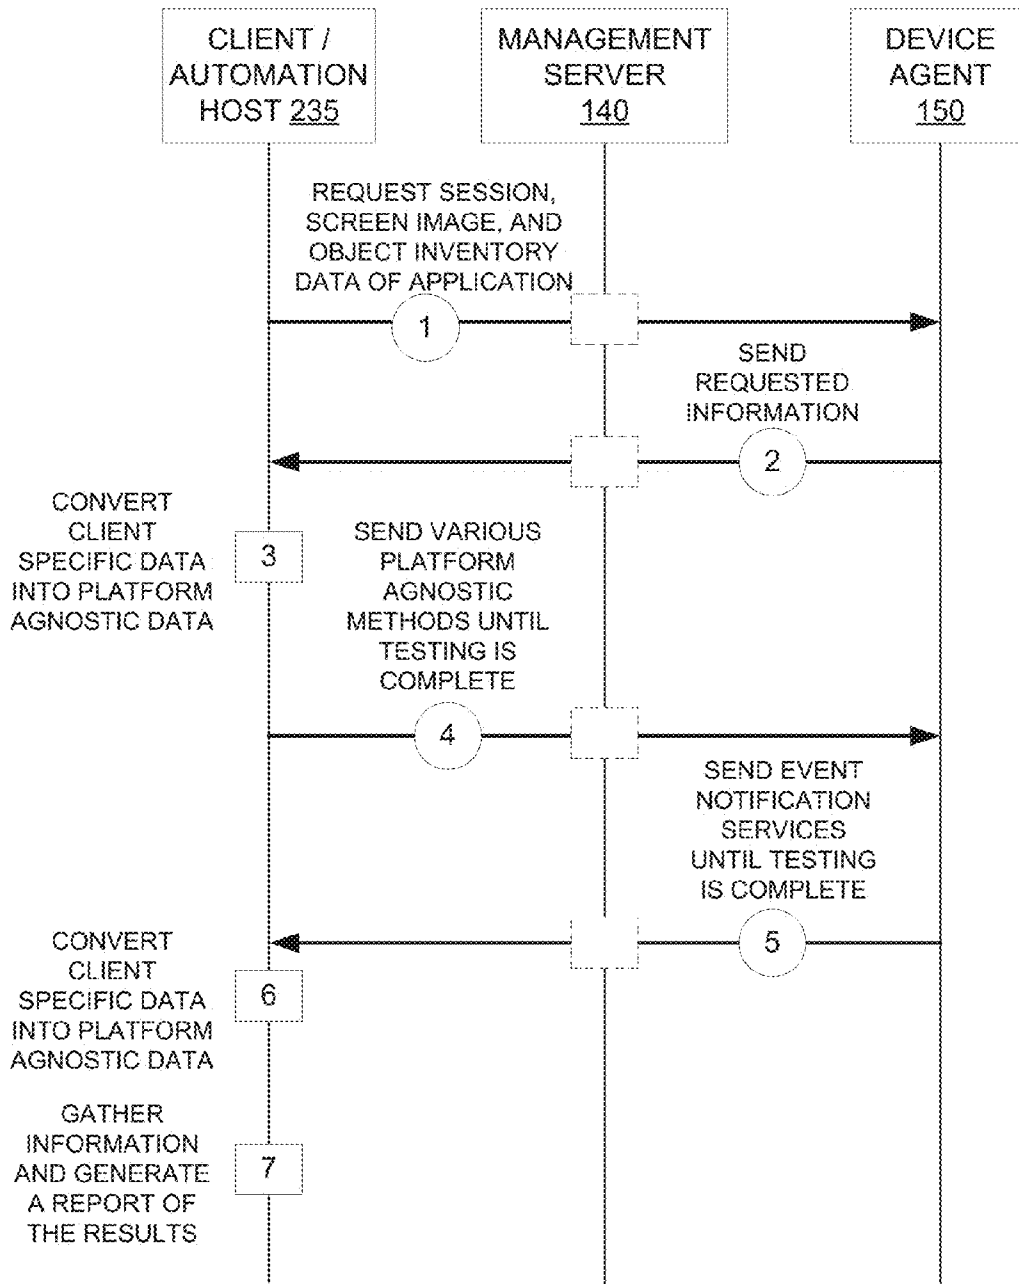 CLIENT /
AUTOMATION
HOST 235
MANAGEMENT
SERVER
140
DEVICE
AGENT
150
REQUEST SESSION,
SCREEN IMAGE, AND
OBJECT INVENTORY
DATA OF APPLICATION
1
SEND
REQUESTED
INFORMATION
2
CONVERT
CLIENT
SPECIFIC DATA
INTO PLATFORM
AGNOSTIC DATA
3
SEND VARIOUS
PLATFORM
AGNOSTIC
METHODS UNTIL
TESTING IS
COMPLETE
4
SEND EVENT
NOTIFICATION
SERVICES
UNTIL TESTING
IS COMPLETE
5
CONVERT
CLIENT
SPECIFIC DATA
INTO PLATFORM
AGNOSTIC DATA
6
GATHER
INFORMATION
AND GENERATE
A REPORT OF
THE RESULTS
7